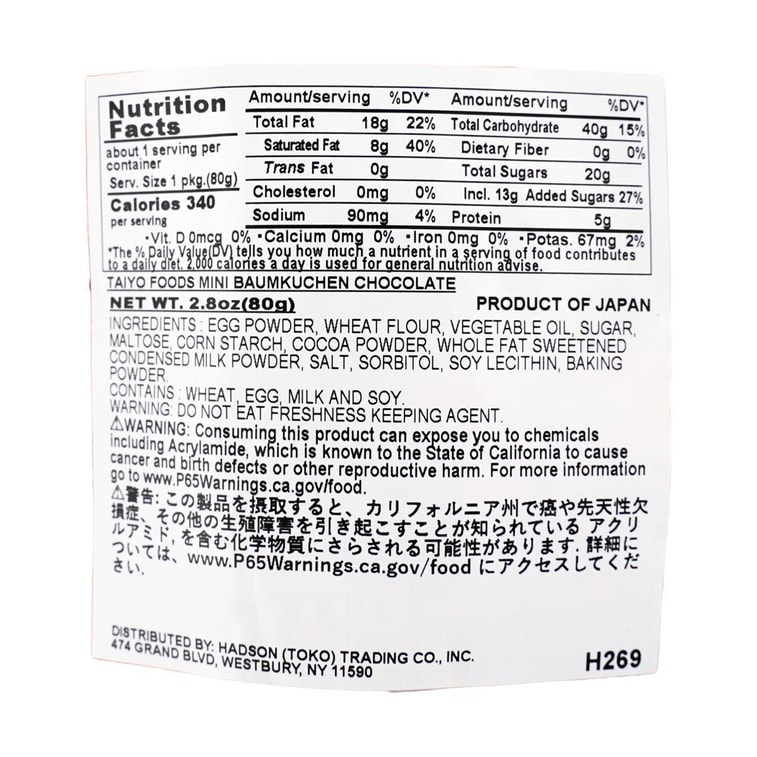 Nutrition
Facts
about 1 serving per
container
Serv. Size 1 pkg.(80g)
Calories 340
per serving
Amount/serving %DV* Amount/serving %DV*
Total Fat 18g 22% Total Carbohydrate 40g 15%
Saturated Fat 8g 40% Dietary Fiber 0g 0%
Trans Fat 0g Total Sugars 20g
Cholesterol 0mg 0% Incl. 13g Added Sugars 27%
Sodium 90mg 4% Protein 5g
•Vit. D 0mcg 0% •Calcium 0mg 0% •Iron 0mg 0% •Potas. 67mg 2%
*The % Daily Value(DV) tells you how much a nutrient in a serving of food contributes
to a daily diet. 2,000 calories a day is used for general nutrition advise.
TAIYO FOODS MINI BAUMKUCHEN CHOCOLATE
NET WT. 2.8oz(80g) PRODUCT OF JAPAN
INGREDIENTS : EGG POWDER, WHEAT FLOUR, VEGETABLE OIL, SUGAR,
MALTOSE, CORN STARCH, COCOA POWDER, WHOLE FAT SWEETENED
CONDENSED MILK POWDER, SALT, SORBITOL, SOY LECITHIN, BAKING
POWDER.
CONTAINS : WHEAT, EGG, MILK AND SOY.
WARNING: DO NOT EAT FRESHNESS KEEPING AGENT.
⚠WARNING: Consuming this product can expose you to chemicals
including Acrylamide, which is known to the State of California to cause
cancer and birth defects or other reproductive harm. For more information
go to www.P65Warnings.ca.gov/food.
⚠警告: この製品を摂取すると、カリフォルニア州で癌や先天性欠
損症、その他の生殖障害を引き起こすことが知られている アクリ
ルアミド, を含む化学物質にさらされる可能性があります. 詳細に
ついては、www.P65Warnings.ca.gov/food にアクセスしてくだ
さい.
DISTRIBUTED BY: HADSON (TOKO) TRADING CO., INC.
474 GRAND BLVD, WESTBURY, NY 11590
H269